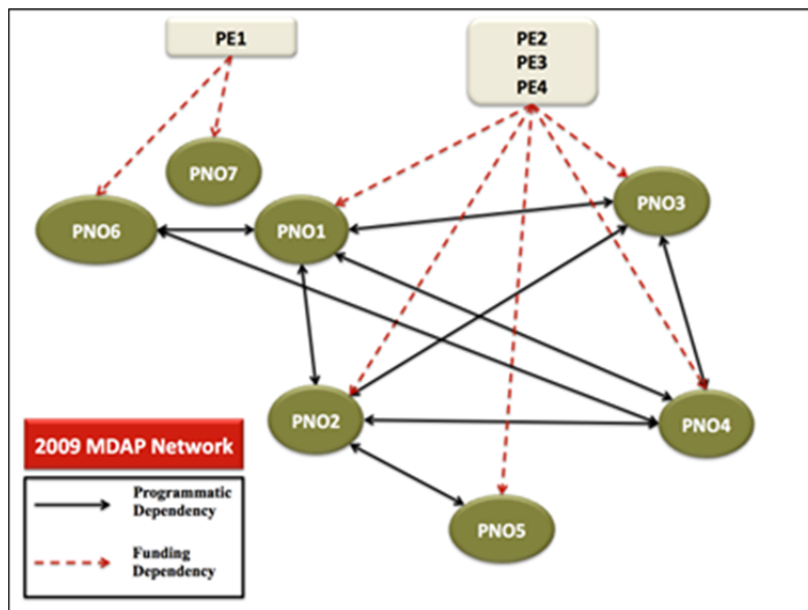 PE1
PE2
PE3
PE4
PNO7
PNO3
PNO6
PNO1
PNO2
PNO4
PNO5
2009 MDAP Network
Programmatic
Dependency
Funding
Dependency